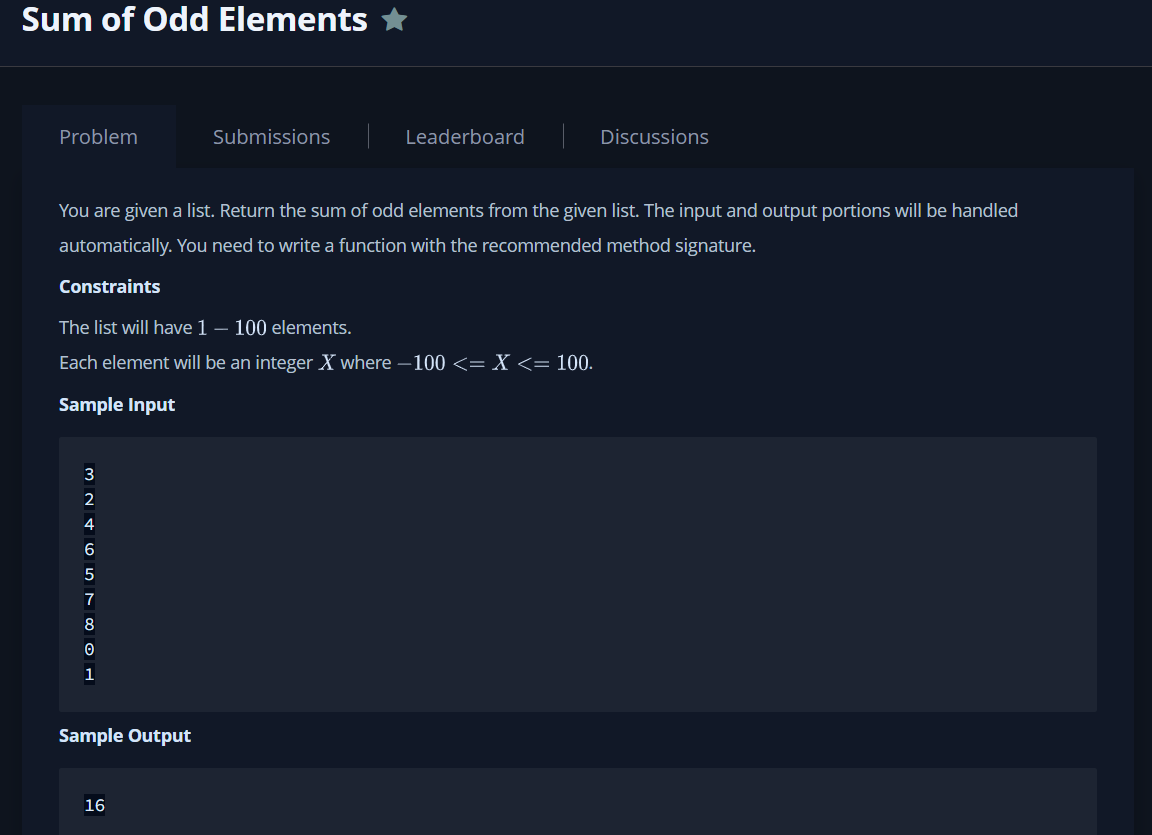 Sum of Odd Elements
Problem
Submissions
Leaderboard
Discussions
You are given a list. Return the sum of odd elements from the given list. The input and output portions will be handled
automatically. You need to write a function with the recommended method signature.
Constraints
The list will have 1 − 100 elements.
Each element will be an integer X where −100 <= X <= 100.
Sample Input
3
2
4
6
5
7
8
0
1
Sample Output
16